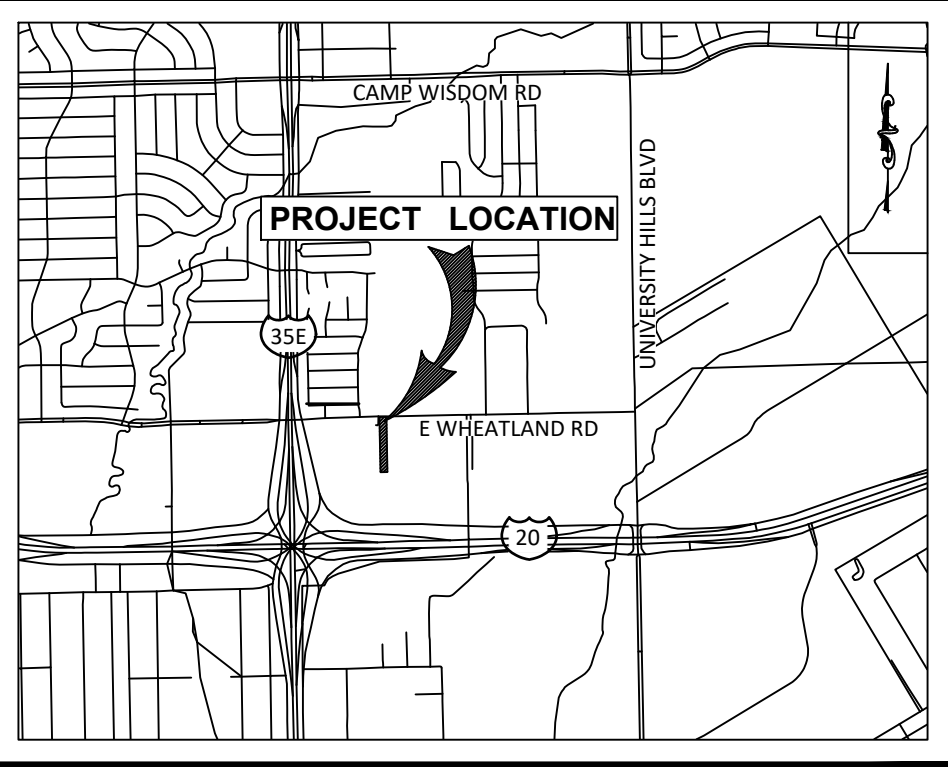 CAMP WISDOM RD
UNIVERSITY HILLS BLVD
PROJECT LOCATION
35E
E WHEATLAND RD
20